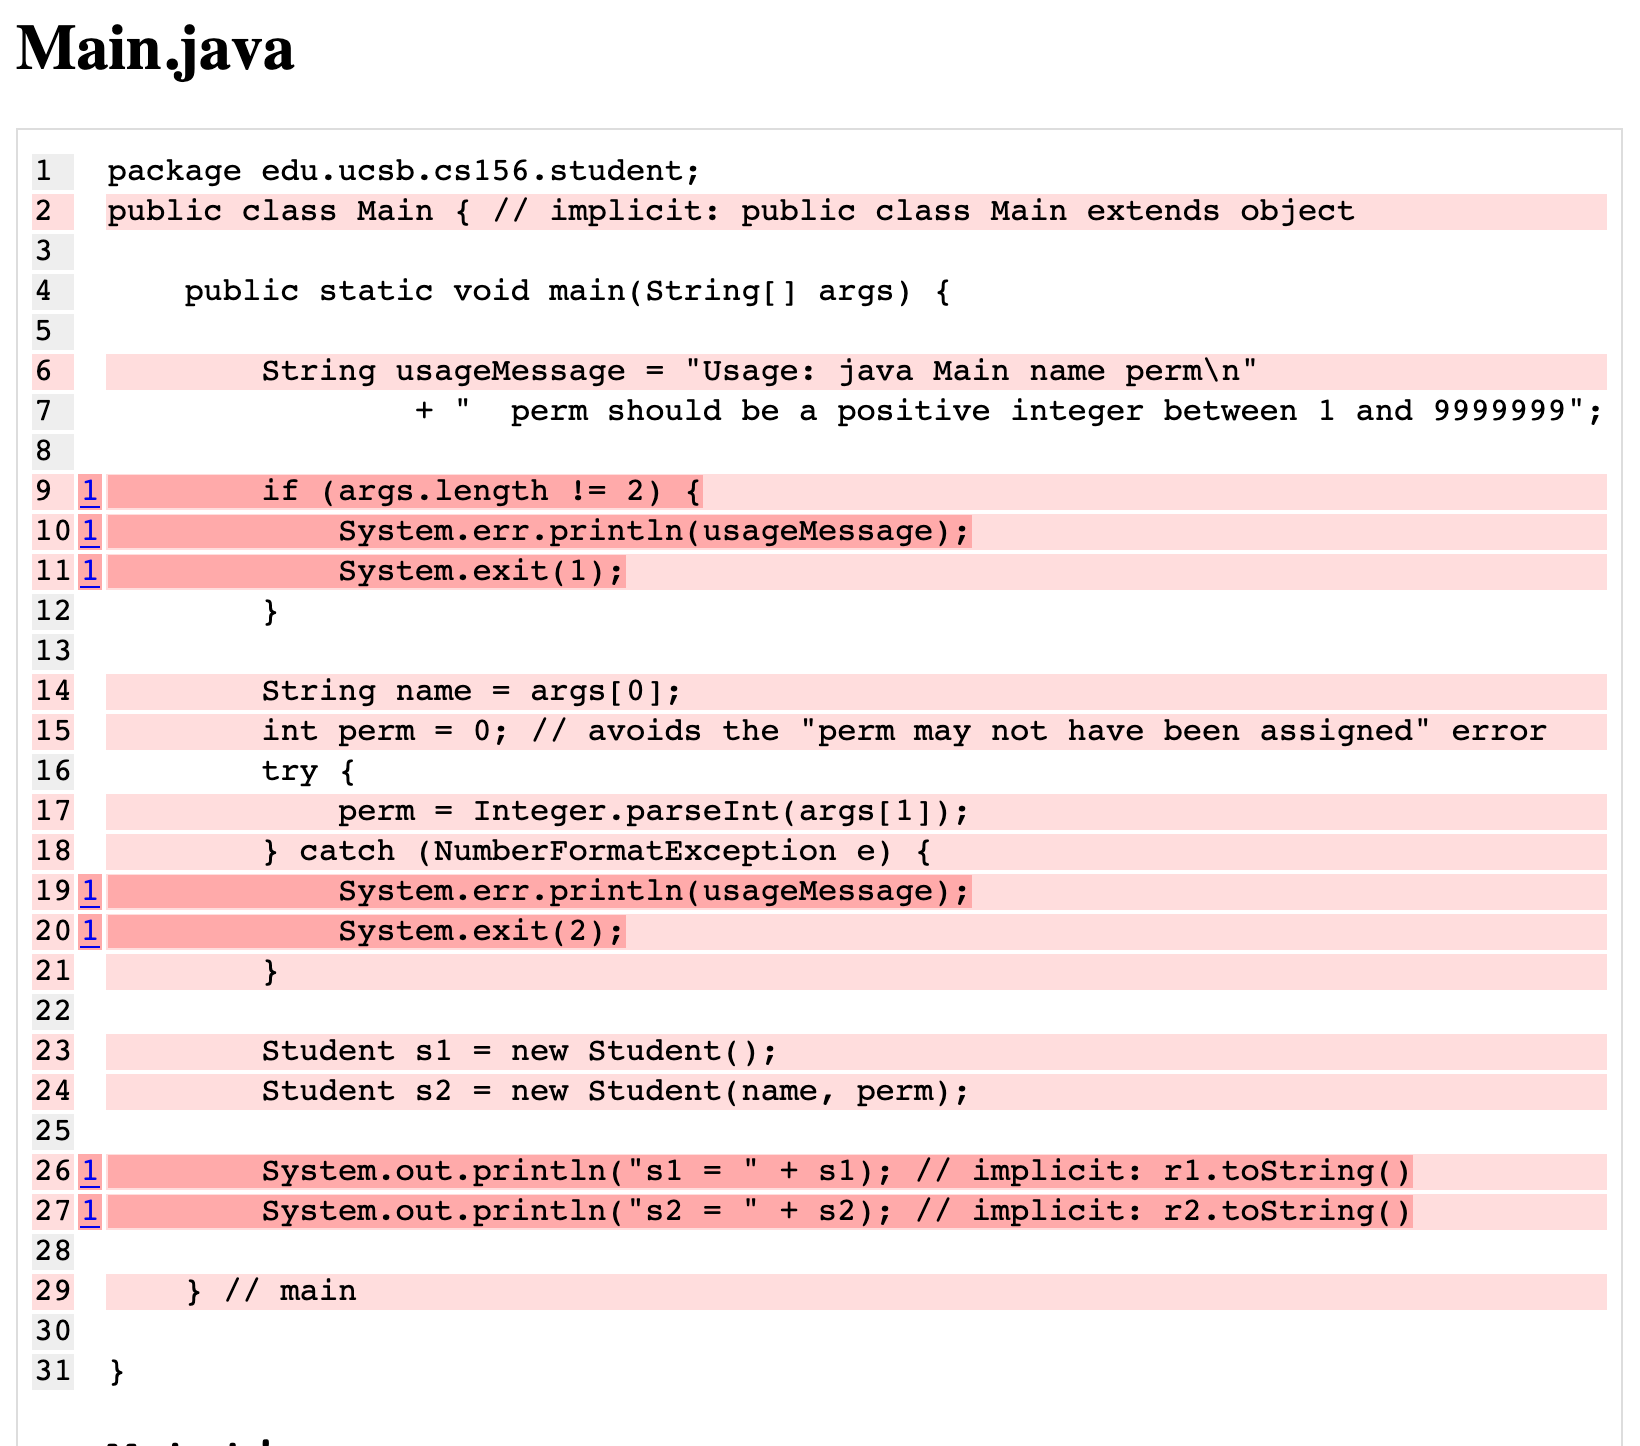 Main.java
1 package edu.ucsb.cs156.student;
2 public class Main { // implicit: public class Main extends object
3
4     public static void main(String[] args) {
5
6         String usageMessage = "Usage: java Main name perm\n"
7                 + "  perm should be a positive integer between 1 and 9999999";
8
9 1         if (args.length != 2) {
10 1             System.err.println(usageMessage);
11 1             System.exit(1);
12         }
13
14         String name = args[0];
15         int perm = 0; // avoids the "perm may not have been assigned" error
16         try {
17             perm = Integer.parseInt(args[1]);
18         } catch (NumberFormatException e) {
19 1             System.err.println(usageMessage);
20 1             System.exit(2);
21         }
22
23         Student s1 = new Student();
24         Student s2 = new Student(name, perm);
25
26 1         System.out.println("s1 = " + s1); // implicit: r1.toString()
27 1         System.out.println("s2 = " + s2); // implicit: r2.toString()
28
29     } // main
30
31 }